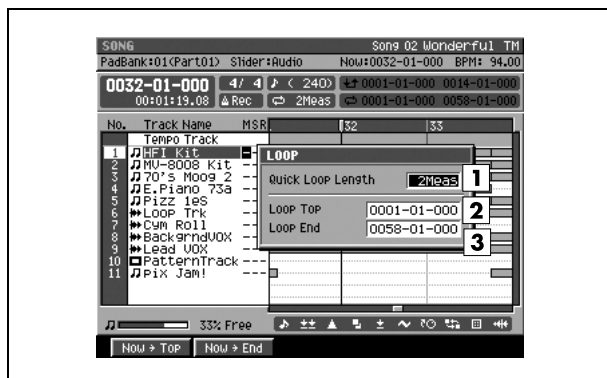 SONG Song 02 Wonderful TM
PadBank:01(Part01) Slider:Audio Now:0032-01-000 BPM: 94.00
0032-01-000 4/ 4 ♪ ( 240) 0001-01-000 0014-01-000
00:01:19.08 Rec 2Meas 0001-01-000 0058-01-000
No. Track Name MSR 32 33
Tempo Track
1 HFI Kit
2 MV-8008 Kit --
3 70's Moog 2 --
4 E.Piano 73a --
5 Pizz leS --
6 Loop Trk --
7 Cym Roll --
8 BackgrndVOX --
9 Lead VOX --
10 PatternTrack ---
11 Pix Jam! ---
LOOP
Quick Loop Length 2Meas 1
Loop Top 0001-01-000 2
Loop End 0058-01-000 3
33% Free
Now → Top Now → End